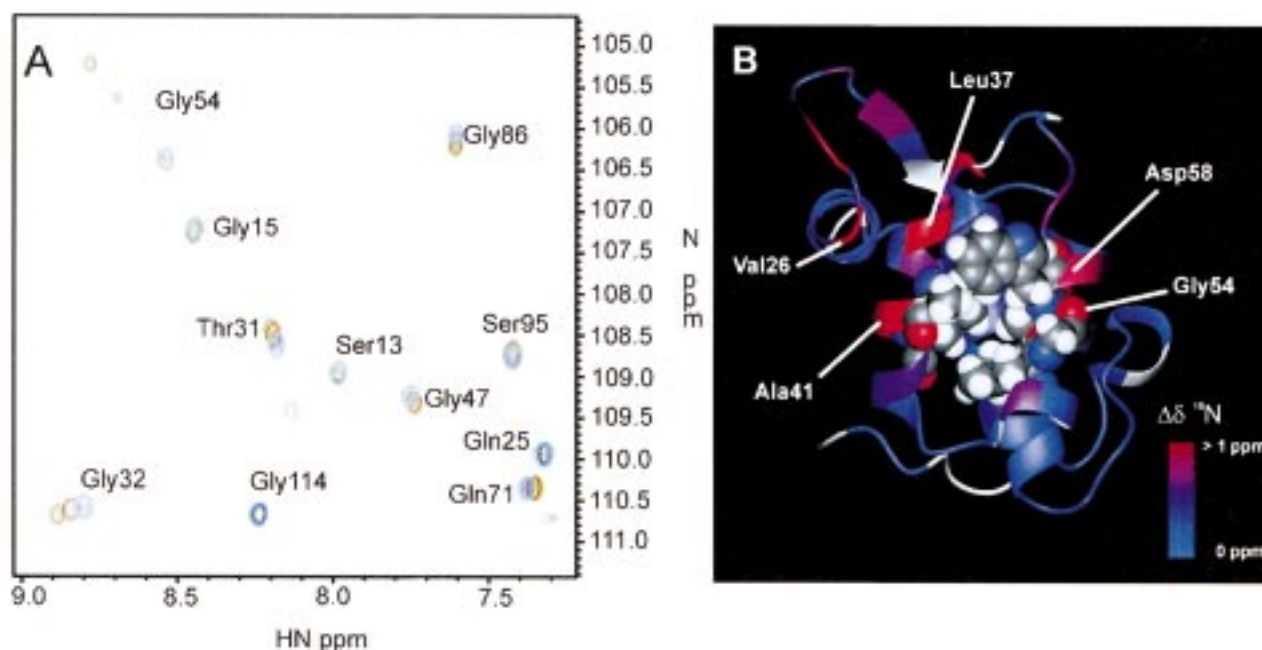 A
Gly54
Gly86
Gly15
Thr31
Ser13
Ser95
Gly47
Gln25
Gly32
Gly114
Gln71
105.0
105.5
106.0
106.5
107.0
107.5
108.0
108.5
109.0
109.5
110.0
110.5
111.0
N ppm
9.0 8.5 8.0 7.5
HN ppm
B
Leu37
Asp58
Val26
Gly54
Ala41
Δδ ¹⁵N
> 1 ppm
0 ppm